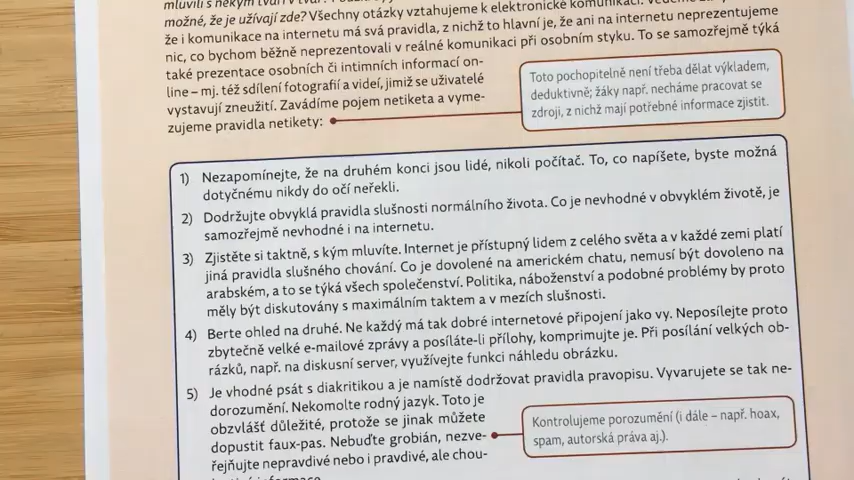 mluvili s někým tváří v tvář?
možné, že je užívají zde? Všechny otázky vztahujeme k elektronické komunikaci.
že i komunikace na internetu má svá pravidla, z nichž to hlavní je, že ani na internetu neprezentujeme
nic, co bychom běžně neprezentovali v reálné komunikaci při osobním styku. To se samozřejmě týká
také prezentace osobních či intimních informací on-
line – mj. též sdílení fotografií a videí, jimiž se uživatelé
vystavují zneužití. Zavádíme pojem netiketa a vyme-
zujeme pravidla netikety:
Toto pochopitelně není třeba dělat výkladem,
deduktivně; žáky např. necháme pracovat se
zdroji, z nichž mají potřebné informace zjistit.
1) Nezapomínejte, že na druhém konci jsou lidé, nikoli počítač. To, co napíšete, byste možná
dotyčnému nikdy do očí neřekli.
2) Dodržujte obvyklá pravidla slušnosti normálního života. Co je nevhodné v obvyklém životě, je
samozřejmě nevhodné i na internetu.
3) Zjistěte si taktně, s kým mluvíte. Internet je přístupný lidem z celého světa a v každé zemi platí
jiná pravidla slušného chování. Co je dovolené na americkém chatu, nemusí být dovoleno na
arabském, a to se týká všech společenství. Politika, náboženství a podobné problémy by proto
měly být diskutovány s maximálním taktem a v mezích slušnosti.
4) Berte ohled na druhé. Ne každý má tak dobré internetové připojení jako vy. Neposílejte proto
zbytečně velké e-mailové zprávy a posíláte-li přílohy, komprimujte je. Při posílání velkých ob-
rázků, např. na diskusní server, využívejte funkci náhledu obrázku.
5) Je vhodné psát s diakritikou a je namístě dodržovat pravidla pravopisu. Vyvarujete se tak ne-
dorozumění. Nekomolte rodný jazyk. Toto je
obzvlášť důležité, protože se jinak můžete
dopustit faux-pas. Nebuďte grobián, nezve-
řejňujte nepravdivé nebo i pravdivé, ale chou-
Kontrolujeme porozumění (i dále – např. hoax,
spam, autorská práva aj.).